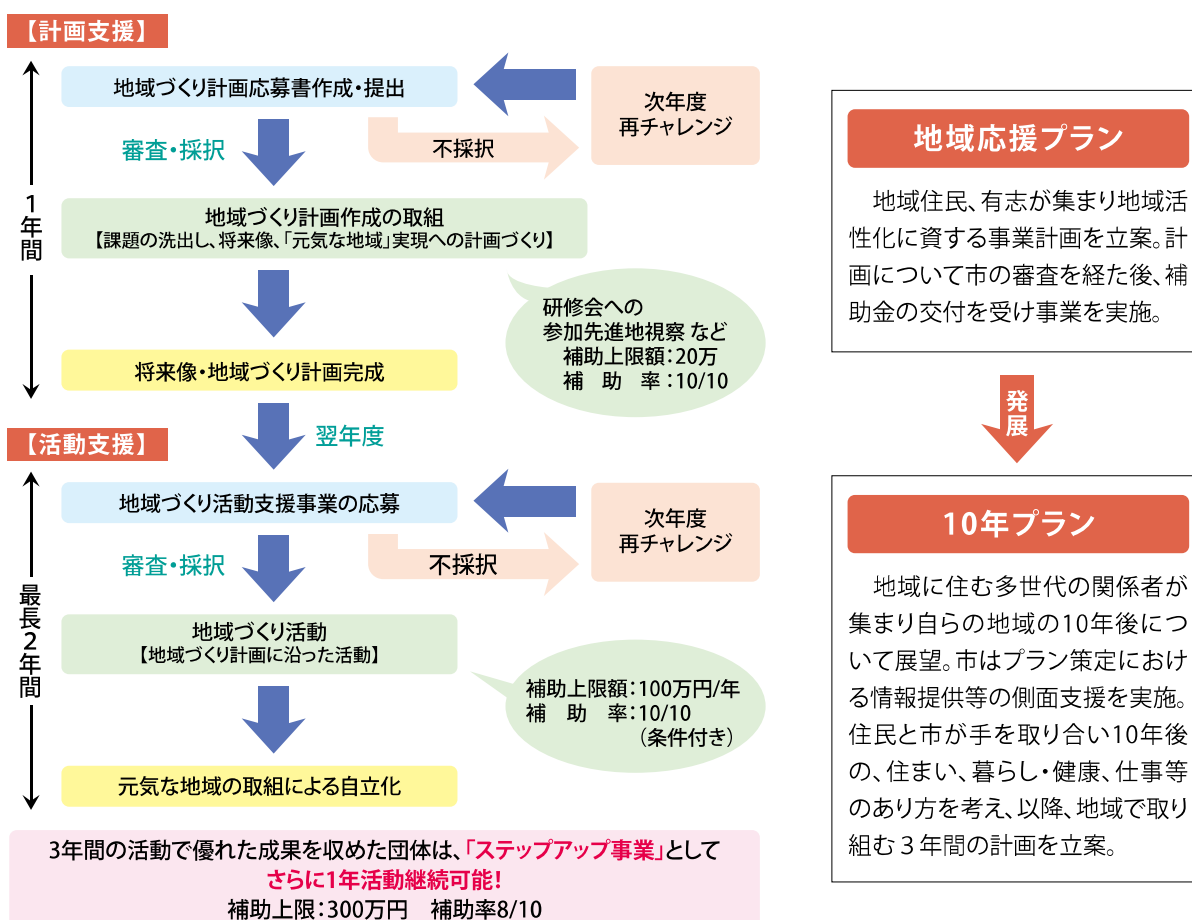 【計画支援】
1年間
地域づくり計画応募書作成・提出
次年度
再チャレンジ
審査・採択
不採択
地域づくり計画作成の取組
【課題の洗出し、将来像、「元気な地域」実現への計画づくり】
研修会への
参加先進地視察 など
補助上限額：20万
補　助　率：10/10
将来像・地域づくり計画完成
翌年度
【活動支援】
最長2年間
地域づくり活動支援事業の応募
次年度
再チャレンジ
審査・採択
不採択
地域づくり活動
【地域づくり計画に沿った活動】
補助上限額：100万円/年
補　助　率：10/10
（条件付き）
元気な地域の取組による自立化
3年間の活動で優れた成果を収めた団体は、「ステップアップ事業」として
さらに1年活動継続可能！
補助上限：300万円　補助率8/10
地域応援プラン
　地域住民、有志が集まり地域活
性化に資する事業計画を立案。計
画について市の審査を経た後、補
助金の交付を受け事業を実施。
発展
10年プラン
　地域に住む多世代の関係者が
集まり自らの地域の10年後につ
いて展望。市はプラン策定におけ
る情報提供等の側面支援を実施。
住民と市が手を取り合い10年後
の、住まい、暮らし・健康、仕事等
のあり方を考え、以降、地域で取り
組む３年間の計画を立案。